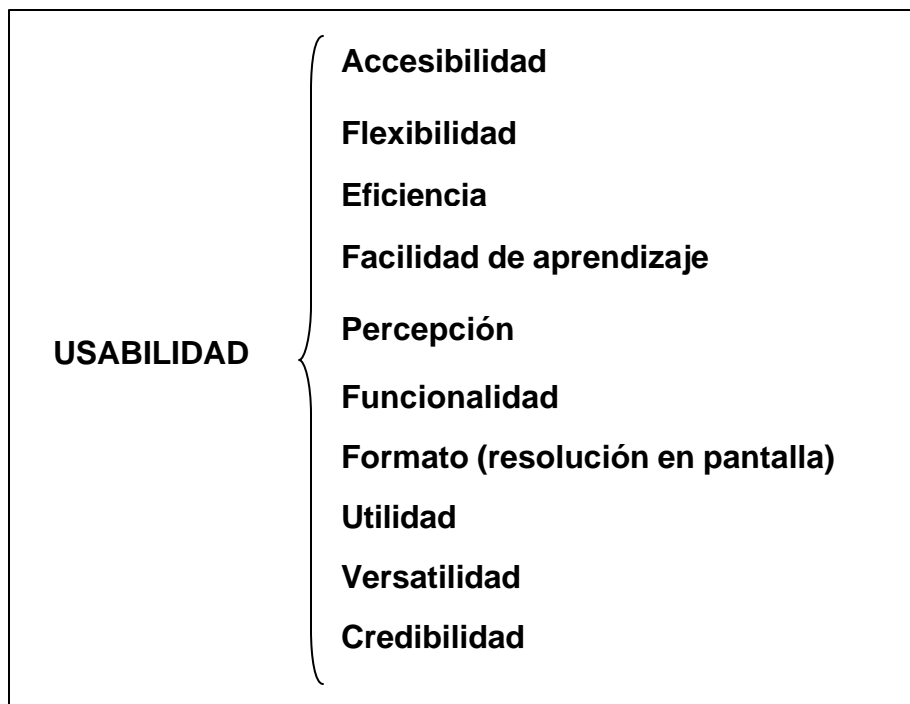 USABILIDAD
Accesibilidad
Flexibilidad
Eficiencia
Facilidad de aprendizaje
Percepción
Funcionalidad
Formato (resolución en pantalla)
Utilidad
Versatilidad
Credibilidad